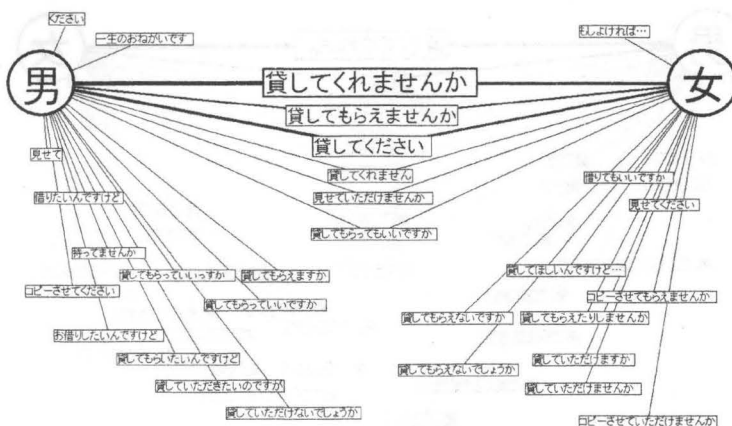 ください
一生のおねがいです
もしよければ…
男
貸してくれませんか
女
貸してもらえませんか
貸してください
見せて
貸してくれません
借りてもいいですか
借りたいんですけど
見せていただけませんか
見せてください
貸してもらってもいいですか
持ってませんか
貸してもらっていいっすか
貸してもらえますか
貸してほしいんですけど…
コピーさせてください
貸してもらっていいですか
コピーさせてもらえませんか
貸してもらえないですか
貸してもらえたりしませんか
お借りしたいんですけど
貸してもらいたいんですけど
貸していただけますか
貸してもらえないでしょうか
貸していただきたいのですが
貸していただけませんか
貸していただけないでしょうか
コピーさせていただけませんか